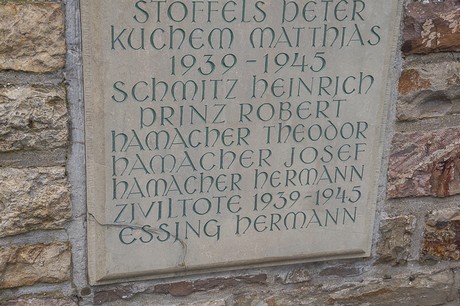 STOFFELS PETER
KUCHEM MATTHIAS
1939-1945
SCHMITZ HEINRICH
PRINZ ROBERT
HAMACHER THEODOR
HAMACHER JOSEF
HAMACHER HERMANN
ZIVILTOTE 1939-1945
ESSING HERMANN